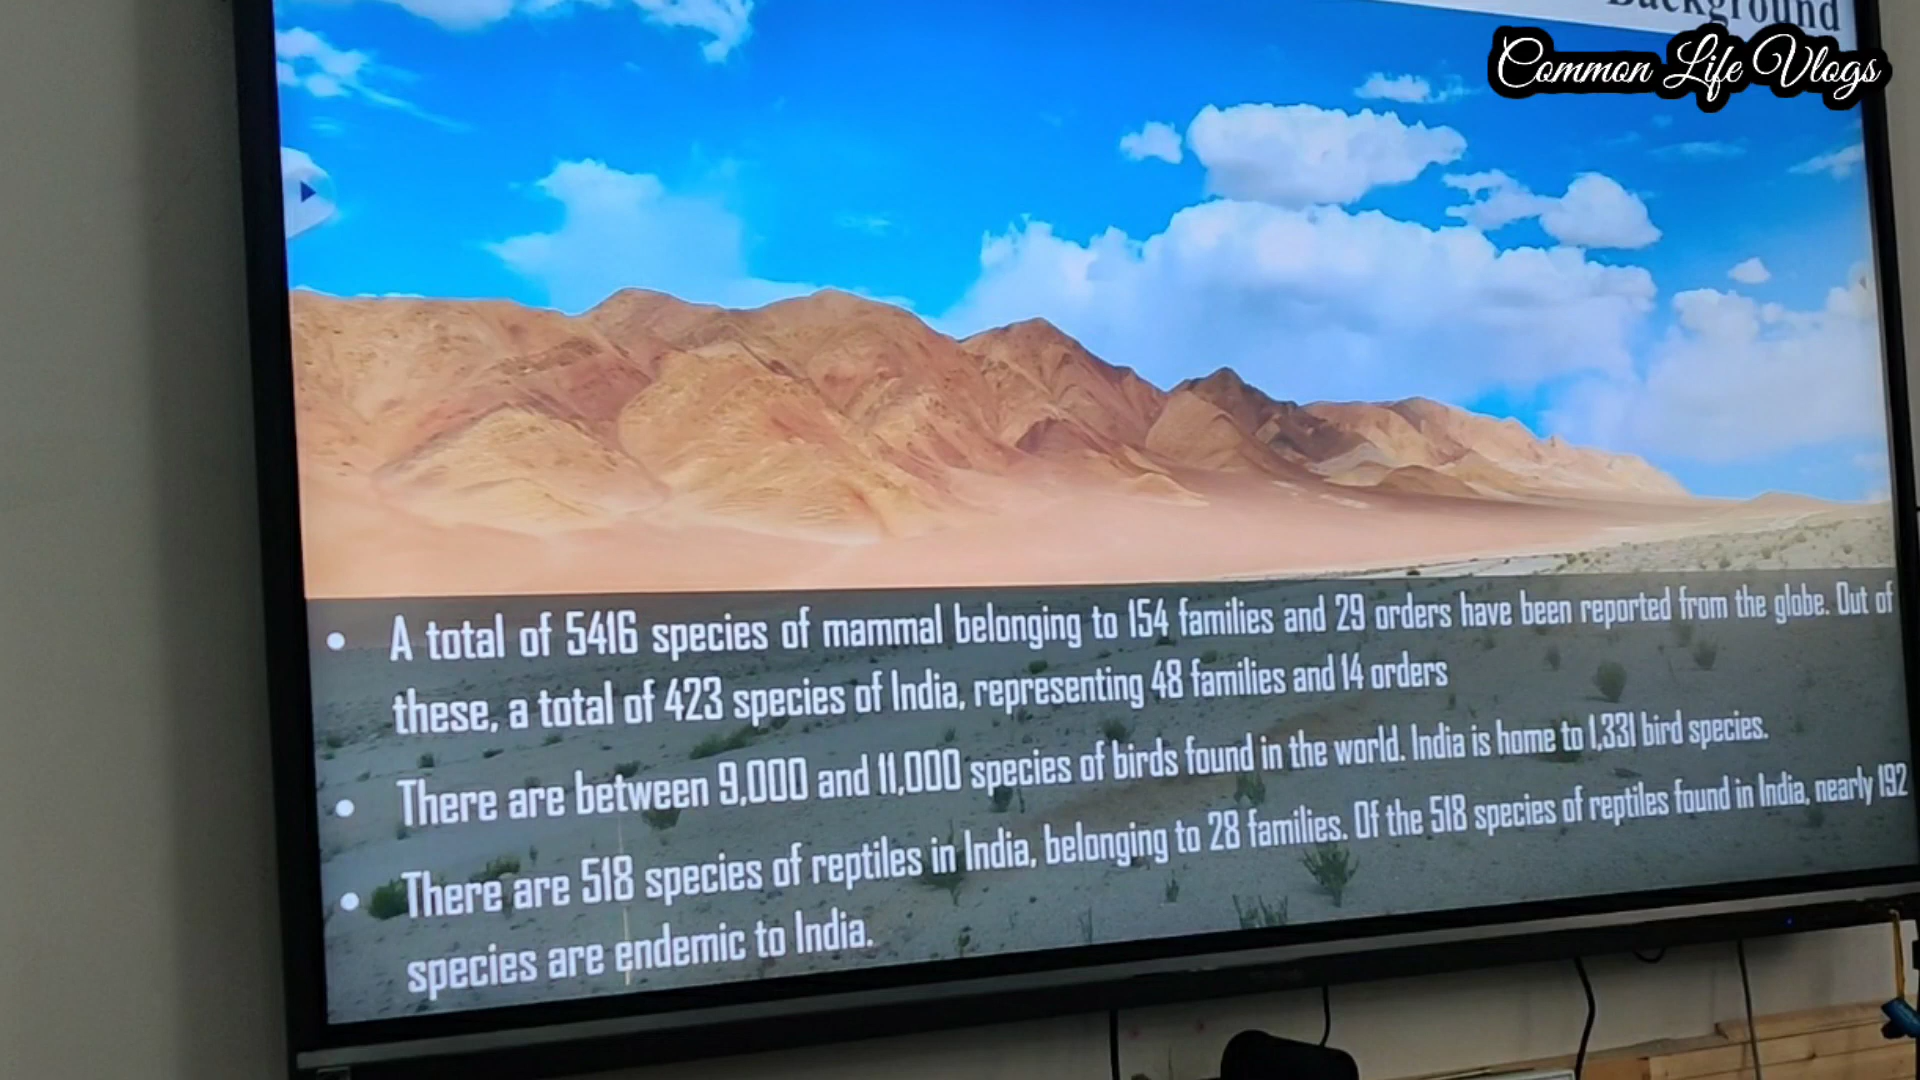 Background
Common Life Vlogs
• A total of 5416 species of mammal belonging to 154 families and 29 orders have been reported from the globe. Out of
these, a total of 423 species of India, representing 48 families and 14 orders
• There are between 9,000 and 11,000 species of birds found in the world. India is home to 1,331 bird species.
• There are 518 species of reptiles in India, belonging to 28 families. Of the 518 species of reptiles found in India, nearly 192
species are endemic to India.